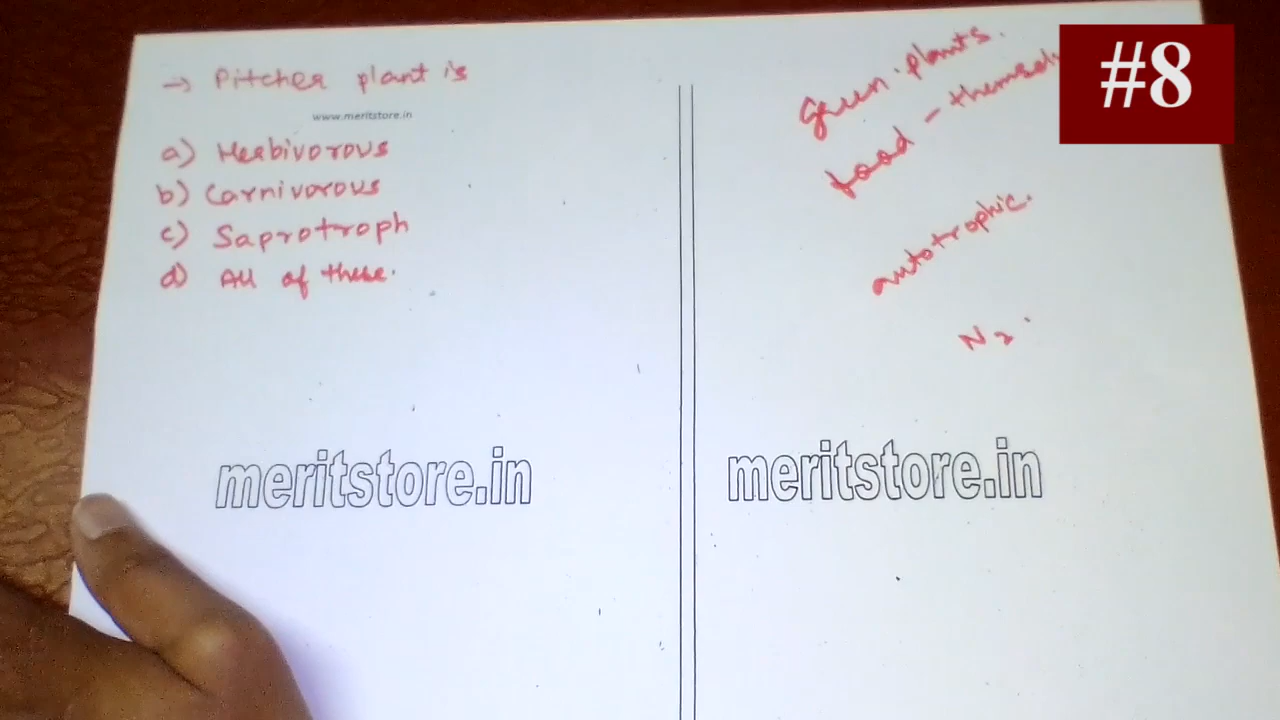 → Pitcher plant is
www.meritstore.in
a) Herbivorous
b) Carnivorous
c) Saprotroph
d) All of these.
meritstore.in
#8
Green plants.
food - themsel
autotrophic.
N2.
meritstore.in